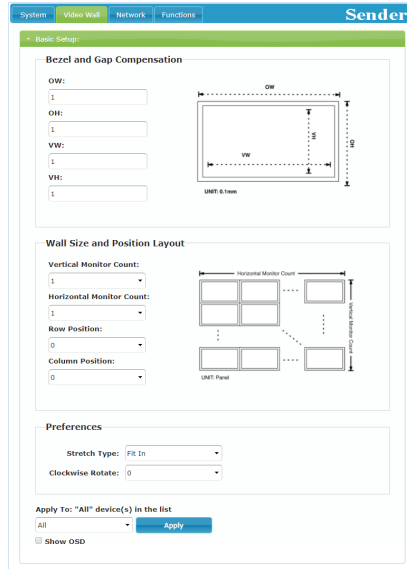 System Video Wall Network Functions Sender
Basic Setup:
Bezel and Gap Compensation
OW:
1
OH:
1
VW:
1
VH:
1
OW
VH
OH
VW
UNIT: 0.1mm
Wall Size and Position Layout
Vertical Monitor Count:
1
Horizontal Monitor Count:
1
Row Position:
0
Column Position:
0
Horizontal Monitor Count
Vertical Monitor Count
UNIT: Panel
Preferences
Stretch Type: Fit In
Clockwise Rotate: 0
Apply To: "All" device(s) in the list
All Apply
Show OSD